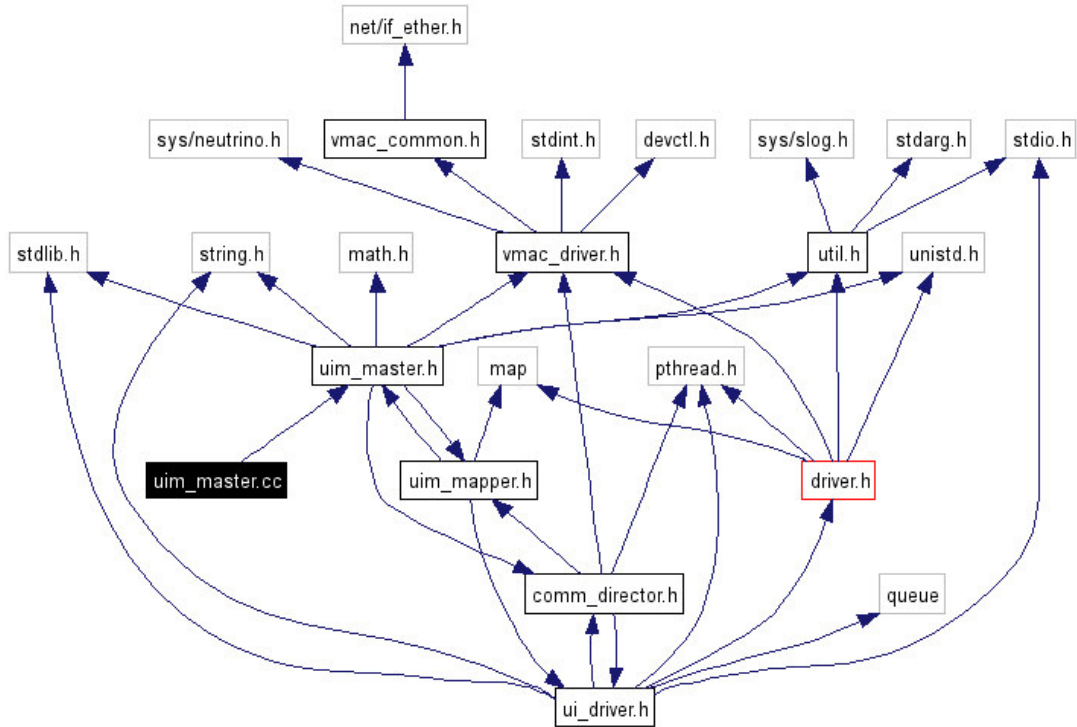 net/if_ether.h
sys/neutrino.h
vmac_common.h
stdint.h
devctl.h
sys/slog.h
stdarg.h
stdio.h
stdlib.h
string.h
math.h
vmac_driver.h
util.h
unistd.h
uim_master.h
map
pthread.h
uim_master.cc
uim_mapper.h
driver.h
comm_director.h
queue
ui_driver.h